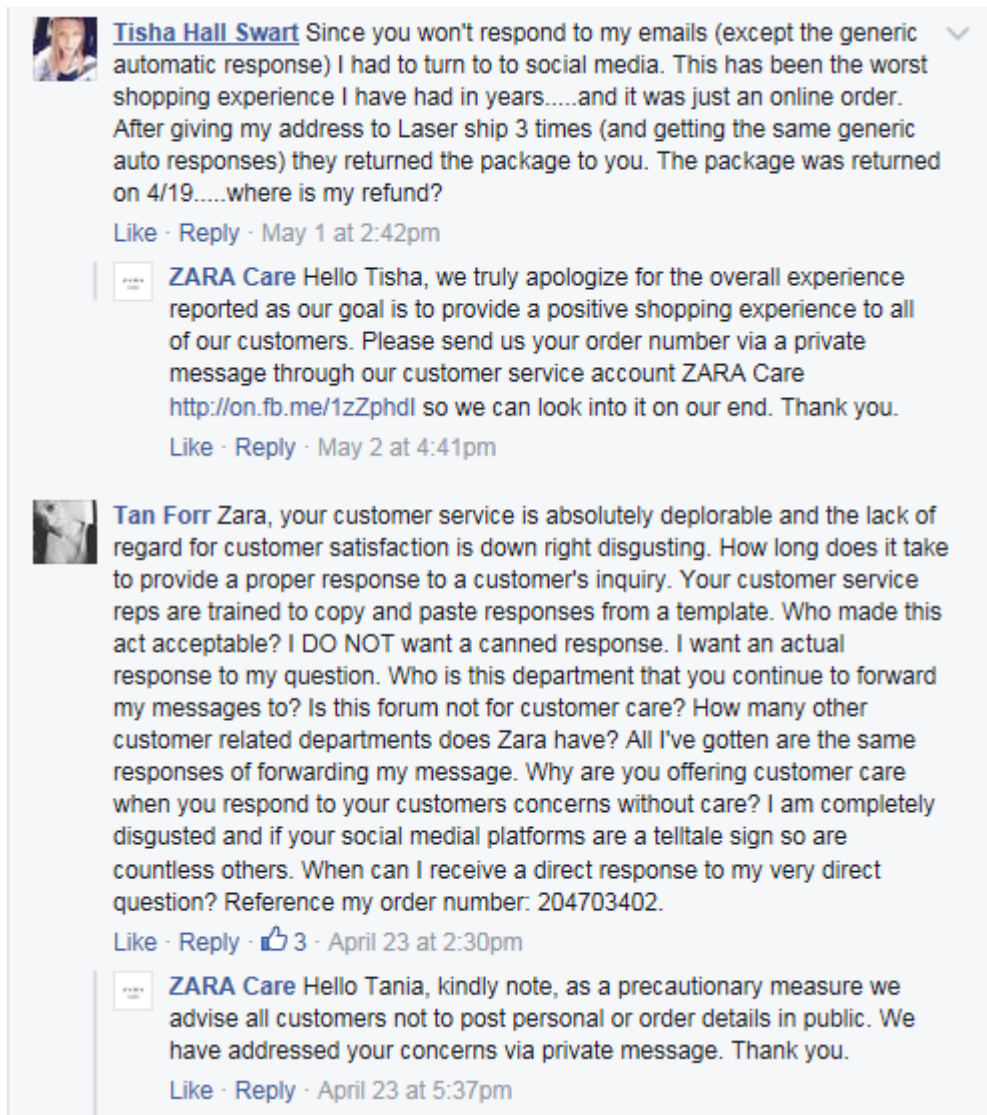 Tisha Hall Swart Since you won't respond to my emails (except the generic
automatic response) I had to turn to to social media. This has been the worst
shopping experience I have had in years.....and it was just an online order.
After giving my address to Laser ship 3 times (and getting the same generic
auto responses) they returned the package to you. The package was returned
on 4/19.....where is my refund?
Like · Reply · May 1 at 2:42pm
ZARA Care Hello Tisha, we truly apologize for the overall experience
reported as our goal is to provide a positive shopping experience to all
of our customers. Please send us your order number via a private
message through our customer service account ZARA Care
http://on.fb.me/1zZphdl so we can look into it on our end. Thank you.
Like · Reply · May 2 at 4:41pm
Tan Forr Zara, your customer service is absolutely deplorable and the lack of
regard for customer satisfaction is down right disgusting. How long does it take
to provide a proper response to a customer's inquiry. Your customer service
reps are trained to copy and paste responses from a template. Who made this
act acceptable? I DO NOT want a canned response. I want an actual
response to my question. Who is this department that you continue to forward
my messages to? Is this forum not for customer care? How many other
customer related departments does Zara have? All I've gotten are the same
responses of forwarding my message. Why are you offering customer care
when you respond to your customers concerns without care? I am completely
disgusted and if your social medial platforms are a telltale sign so are
countless others. When can I receive a direct response to my very direct
question? Reference my order number: 204703402.
Like · Reply · 3 · April 23 at 2:30pm
ZARA Care Hello Tania, kindly note, as a precautionary measure we
advise all customers not to post personal or order details in public. We
have addressed your concerns via private message. Thank you.
Like · Reply · April 23 at 5:37pm